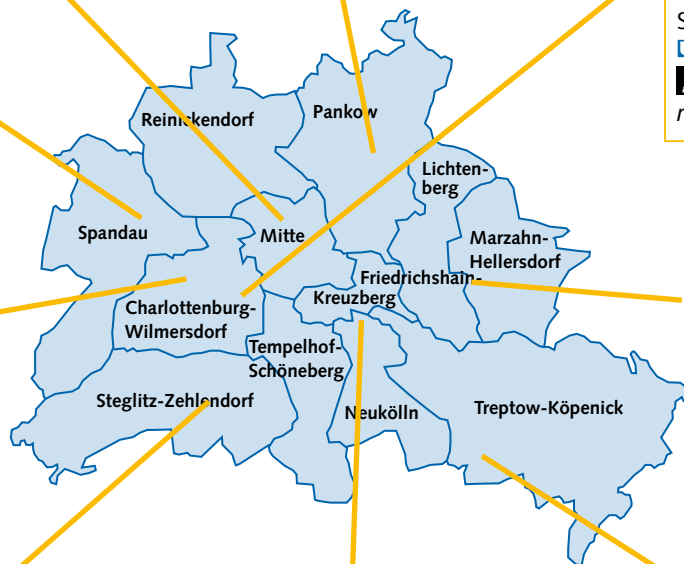 Reinickendorf
Pankow
Lichten-
berg
Spandau
Mitte
Marzahn-
Hellersdorf
Friedrichshain-
Kreuzberg
Charlottenburg-
Wilmersdorf
Tempelhof-
Schöneberg
Steglitz-Zehlendorf
Neukölln
Treptow-Köpenick